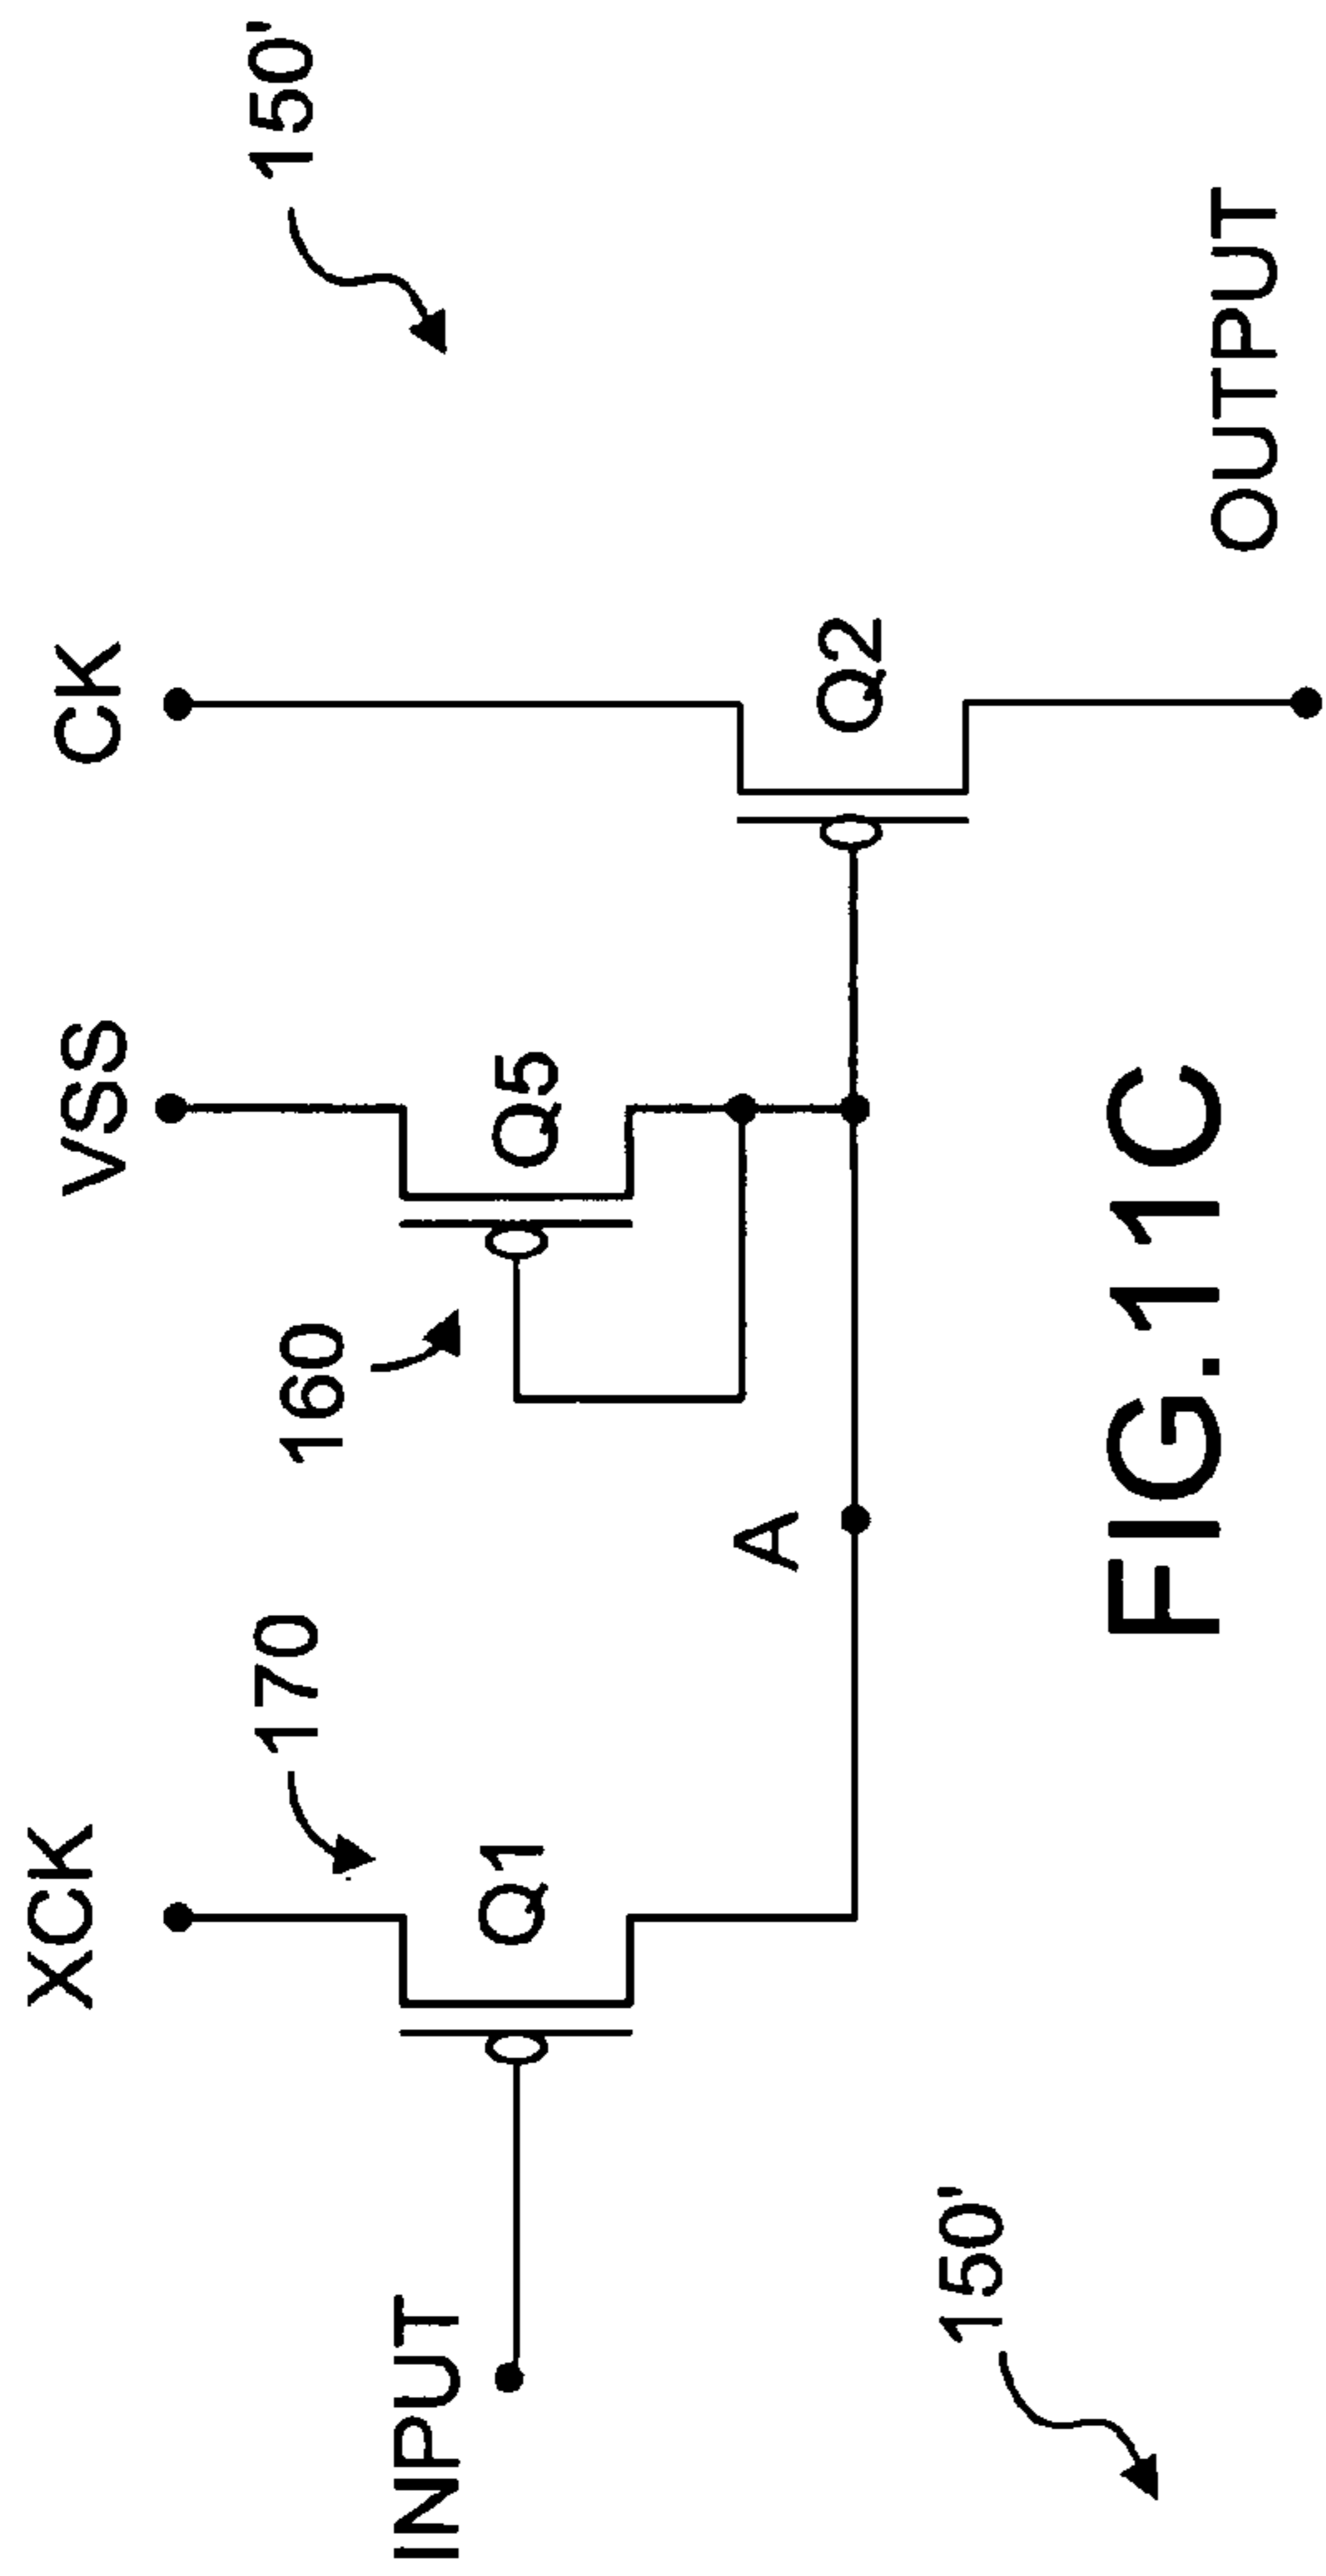 XCK
VSS
CK
150'
170
160
INPUT
Q1
Q5
A
Q2
OUTPUT
150'
FIG.11C